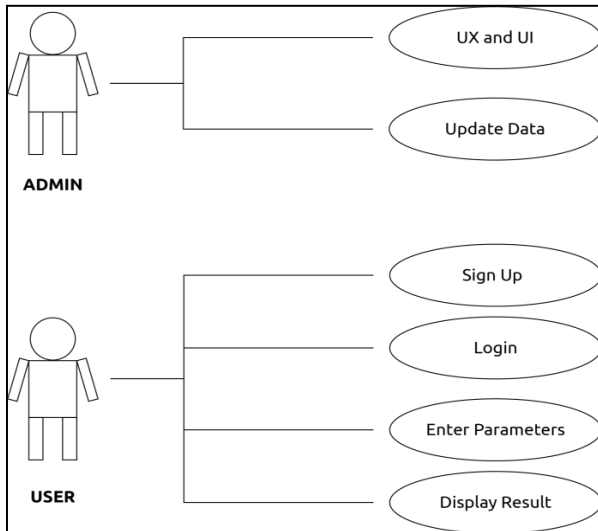 UX and UI
Update Data
ADMIN
Sign Up
Login
Enter Parameters
Display Result
USER